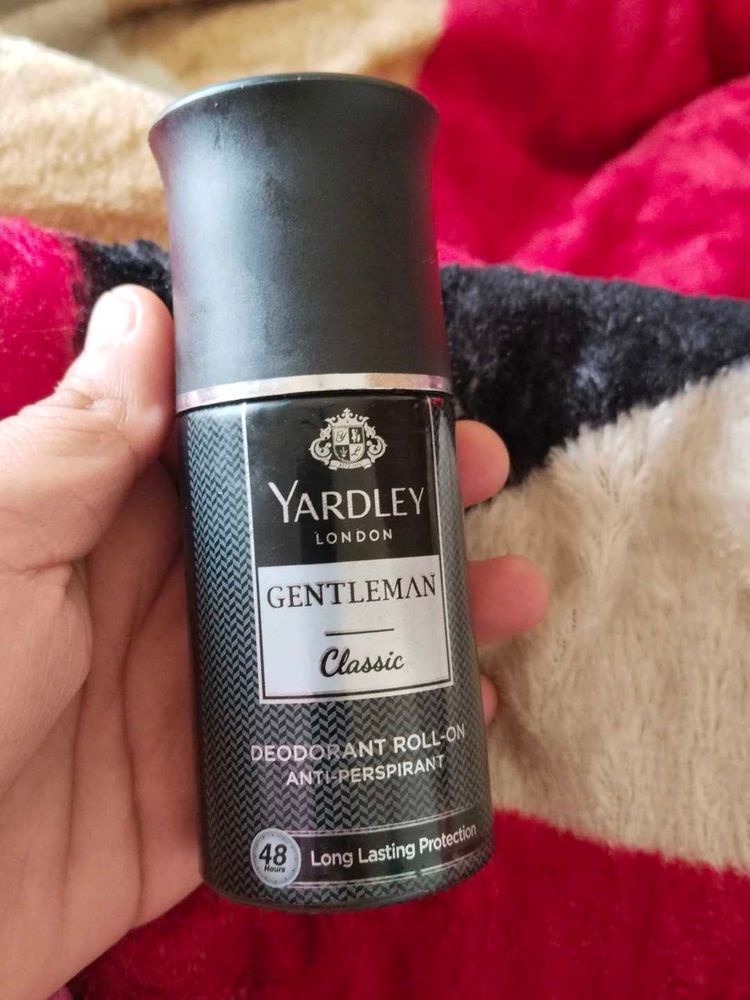 YARDLEY
LONDON
GENTLEMAN
Classic
DEODORANT ROLL-ON
ANTI-PERSPIRANT
48 Hours
Long Lasting Protection